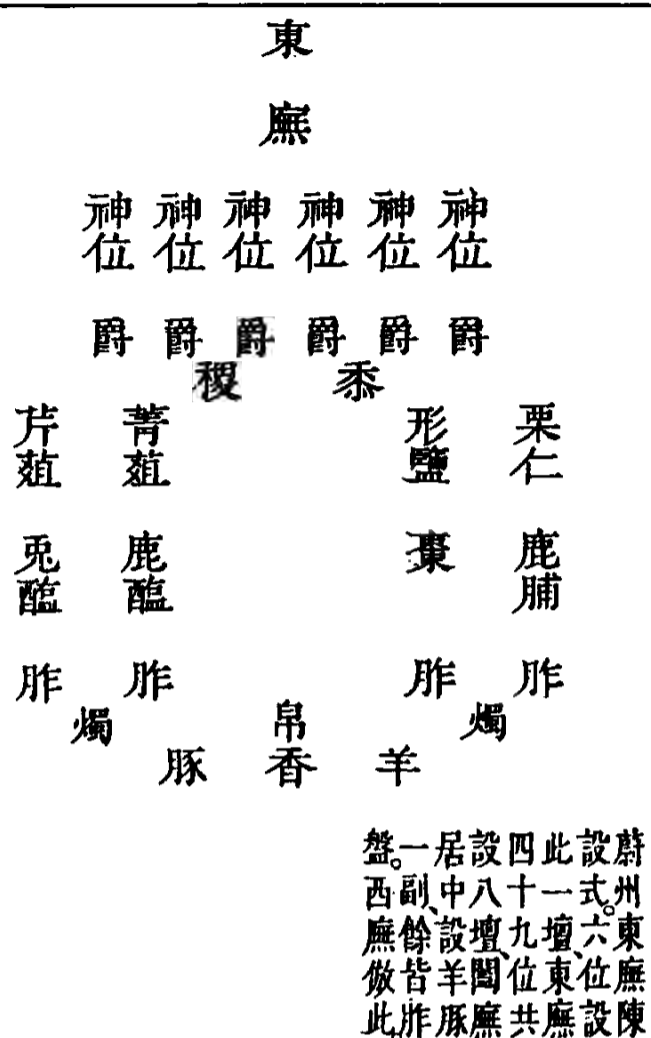 東廡
神位 神位 神位 神位 神位 神位
爵 爵 爵 爵 爵 爵
黍 稷
栗仁 形鹽 菁菹 芹菹
鹿脯 棗 鹿醢 兎醢
胙 胙 胙 胙
燭 帛 燭
羊 香 豚
蔚州東廡陳
設式。六位設
此一壇、東廡
四十九位共
設八壇、闔廡
居中設羊豚
一副、餘皆胙
盤。西廡倣此